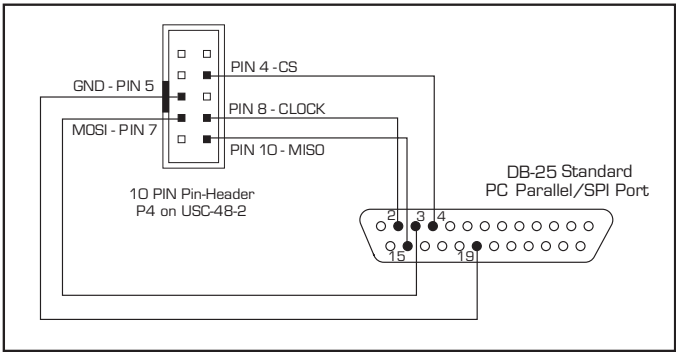 PIN 4 - CS
GND - PIN 5
PIN 8 - CLOCK
MOSI - PIN 7
PIN 10 - MISO
10 PIN Pin-Header
P4 on USC-48-2
DB-25 Standard
PC Parallel/SPI Port
2 3 4
15 19